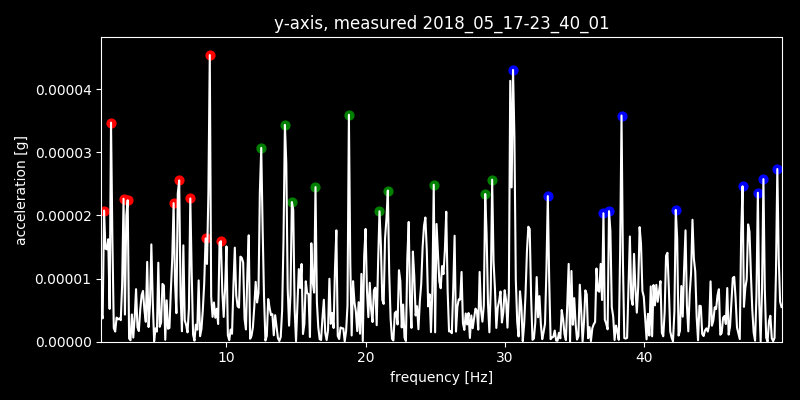 y-axis, measured 2018_05_17-23_40_01
acceleration [g]
0.00004
0.00003
0.00002
0.00001
0.00000
10 20 30 40
frequency [Hz]